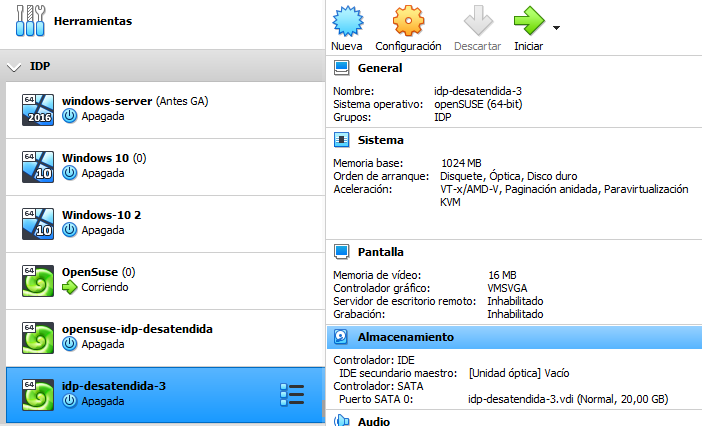 Herramientas
IDP
64
windows-server (Antes GA)
2016
Apagada
64
Windows 10 (0)
10
Apagada
64
Windows-10 2
10
Apagada
64
OpenSuse (0)
Corriendo
64
opensuse-idp-desatendida
Apagada
64
idp-desatendida-3
Apagada
Nueva Configuración Descartar Iniciar
General
Nombre: idp-desatendida-3
Sistema operativo: openSUSE (64-bit)
Grupos: IDP
Sistema
Memoria base: 1024 MB
Orden de arranque: Disquete, Óptica, Disco duro
Aceleración: VT-x/AMD-V, Paginación anidada, Paravirtualización
KVM
Pantalla
Memoria de vídeo: 16 MB
Controlador gráfico: VMSVGA
Servidor de escritorio remoto: Inhabilitado
Grabación: Inhabilitado
Almacenamiento
Controlador: IDE
IDE secundario maestro: [Unidad óptica] Vacío
Controlador: SATA
Puerto SATA 0: idp-desatendida-3.vdi (Normal, 20,00 GB)
Audio